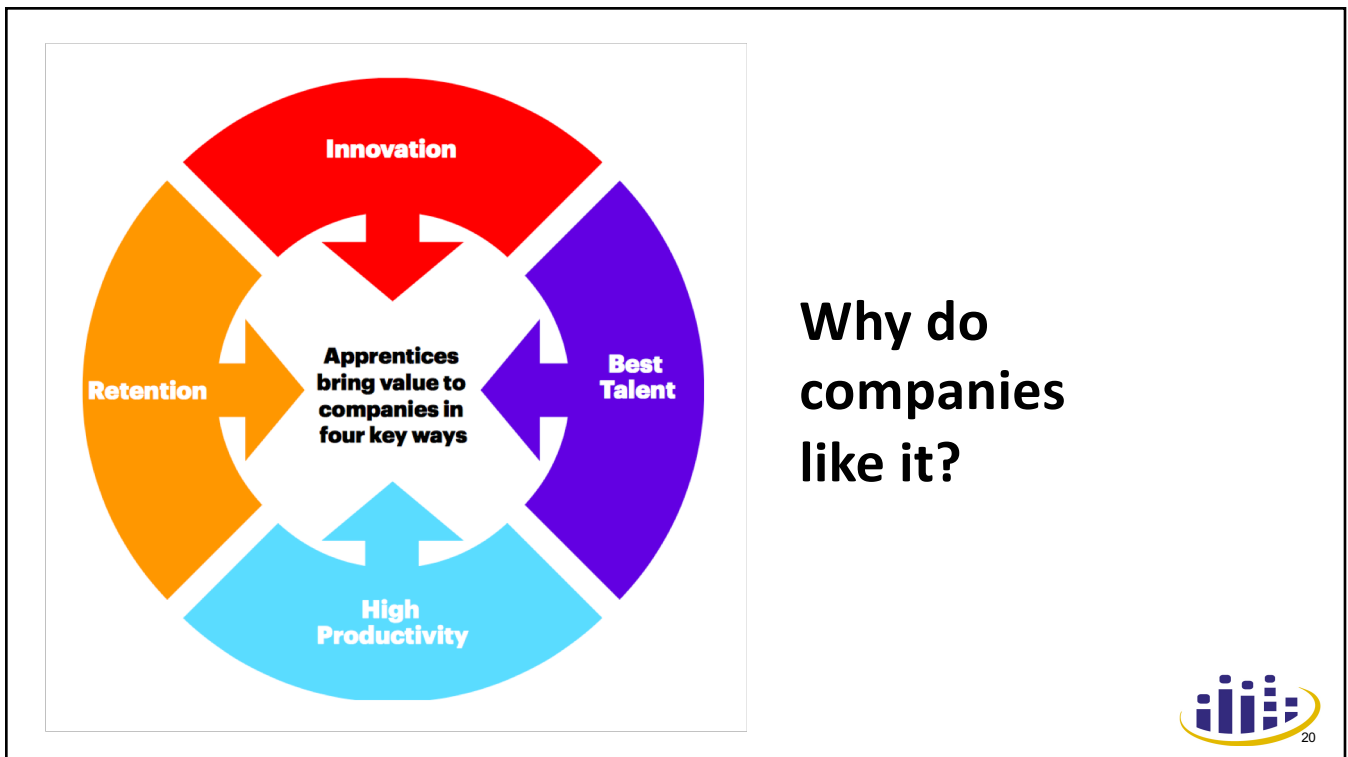 Innovation
Best
Talent
High
Productivity
Retention
Apprentices
bring value to
companies in
four key ways
Why do
companies
like it?
20